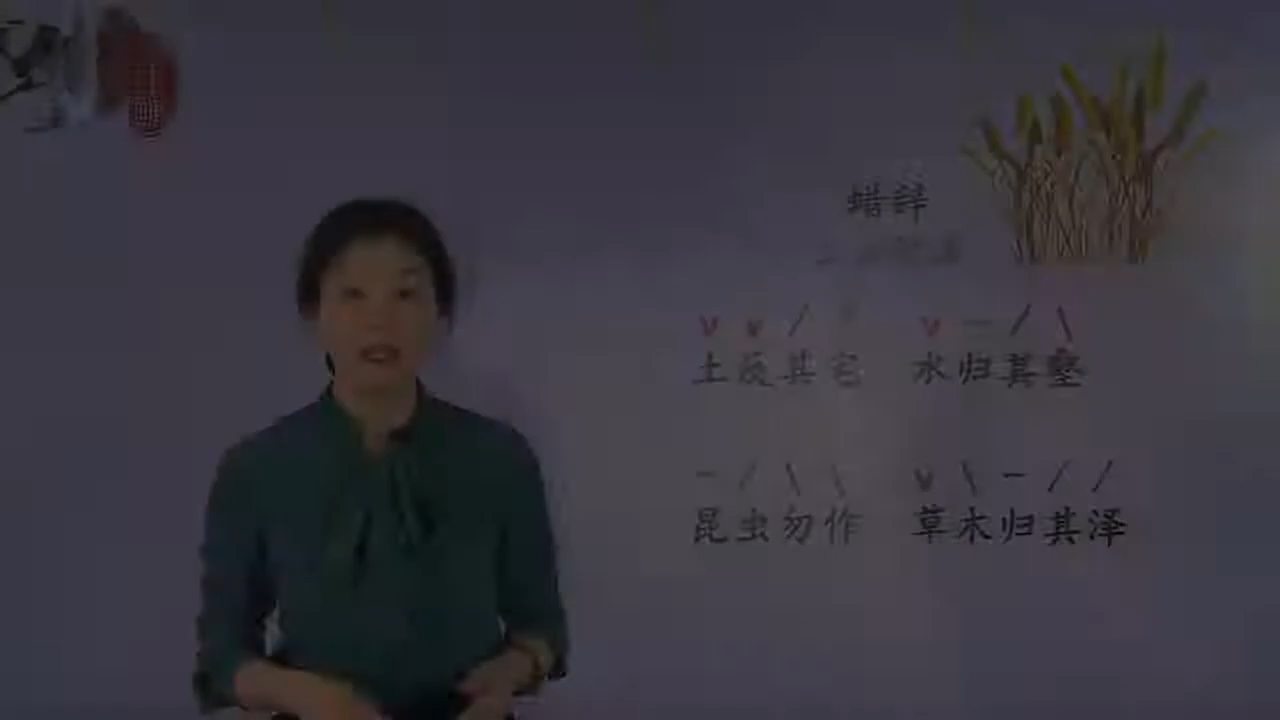 蜡辞
土反其宅 水归其壑
昆虫勿作 草木归其泽